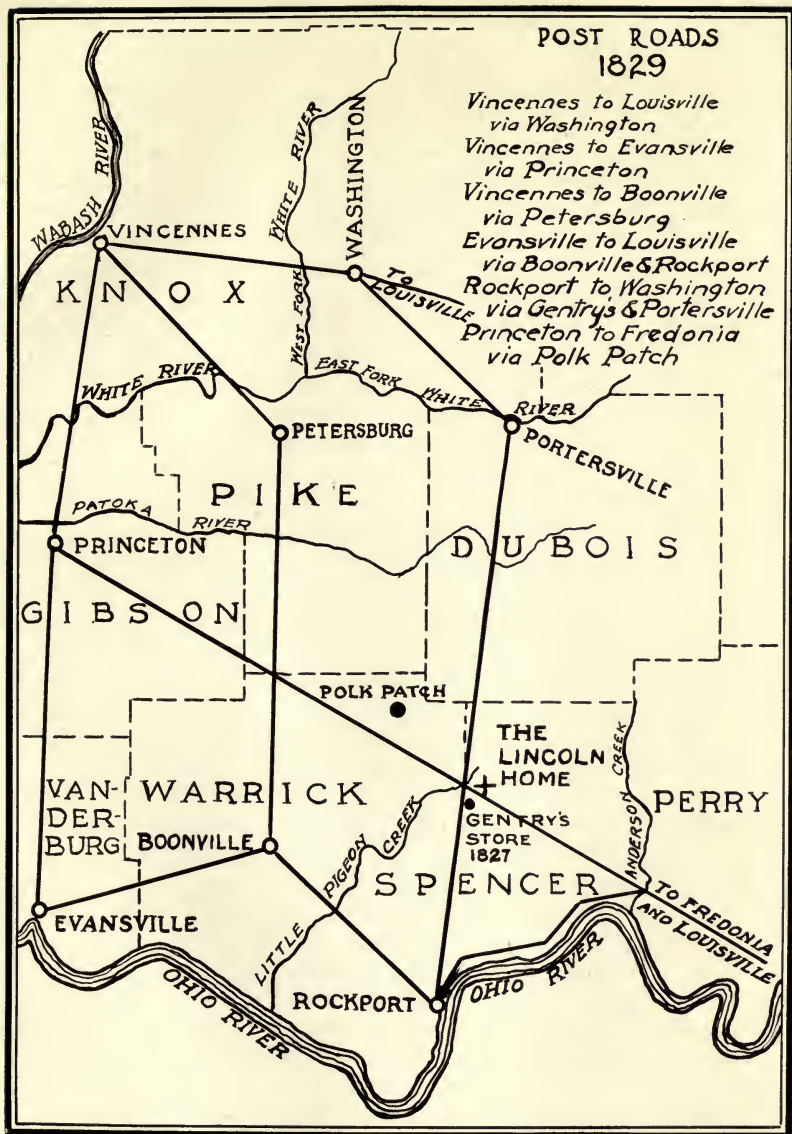 POST ROADS
1829
Vincennes to Louisville
via Washington
Vincennes to Evansville
via Princeton
Vincennes to Boonville
via Petersburg
Evansville to Louisville
via Boonville & Rockport
Rockport to Washington
via Gentry's & Portersville
Princeton to Fredonia
via Polk Patch
WABASH RIVER
WHITE RIVER
WEST FORK
WASHINGTON
VINCENNES
TO
LOUISVILLE
KNOX
WHITE RIVER
EAST FORK
WHITE
RIVER
PETERSBURG
PORTERSVILLE
PIKE
PATOKA
RIVER
PRINCETON
DUBOIS
GIBSON
POLK PATCH
THE
LINCOLN
HOME
ANDERSON CREEK
VAN-
DER-
BURG
WARRICK
PERRY
GENTRY'S
STORE
1827
BOONVILLE
LITTLE PIGEON CREEK
SPENCER
EVANSVILLE
TO FREDONIA
AND LOUISVILLE
OHIO RIVER
ROCKPORT
OHIO RIVER